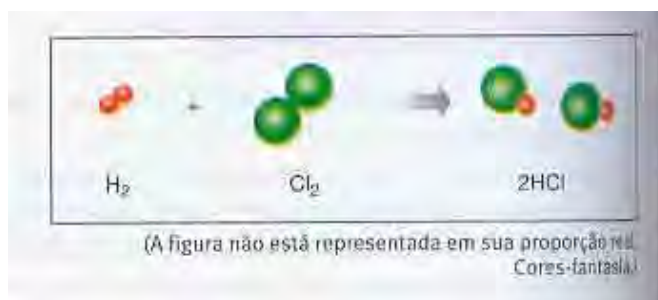 +
H₂ Cl₂ 2HCl
(A figura não está representada em sua proporção real.
Cores-fantasia.)